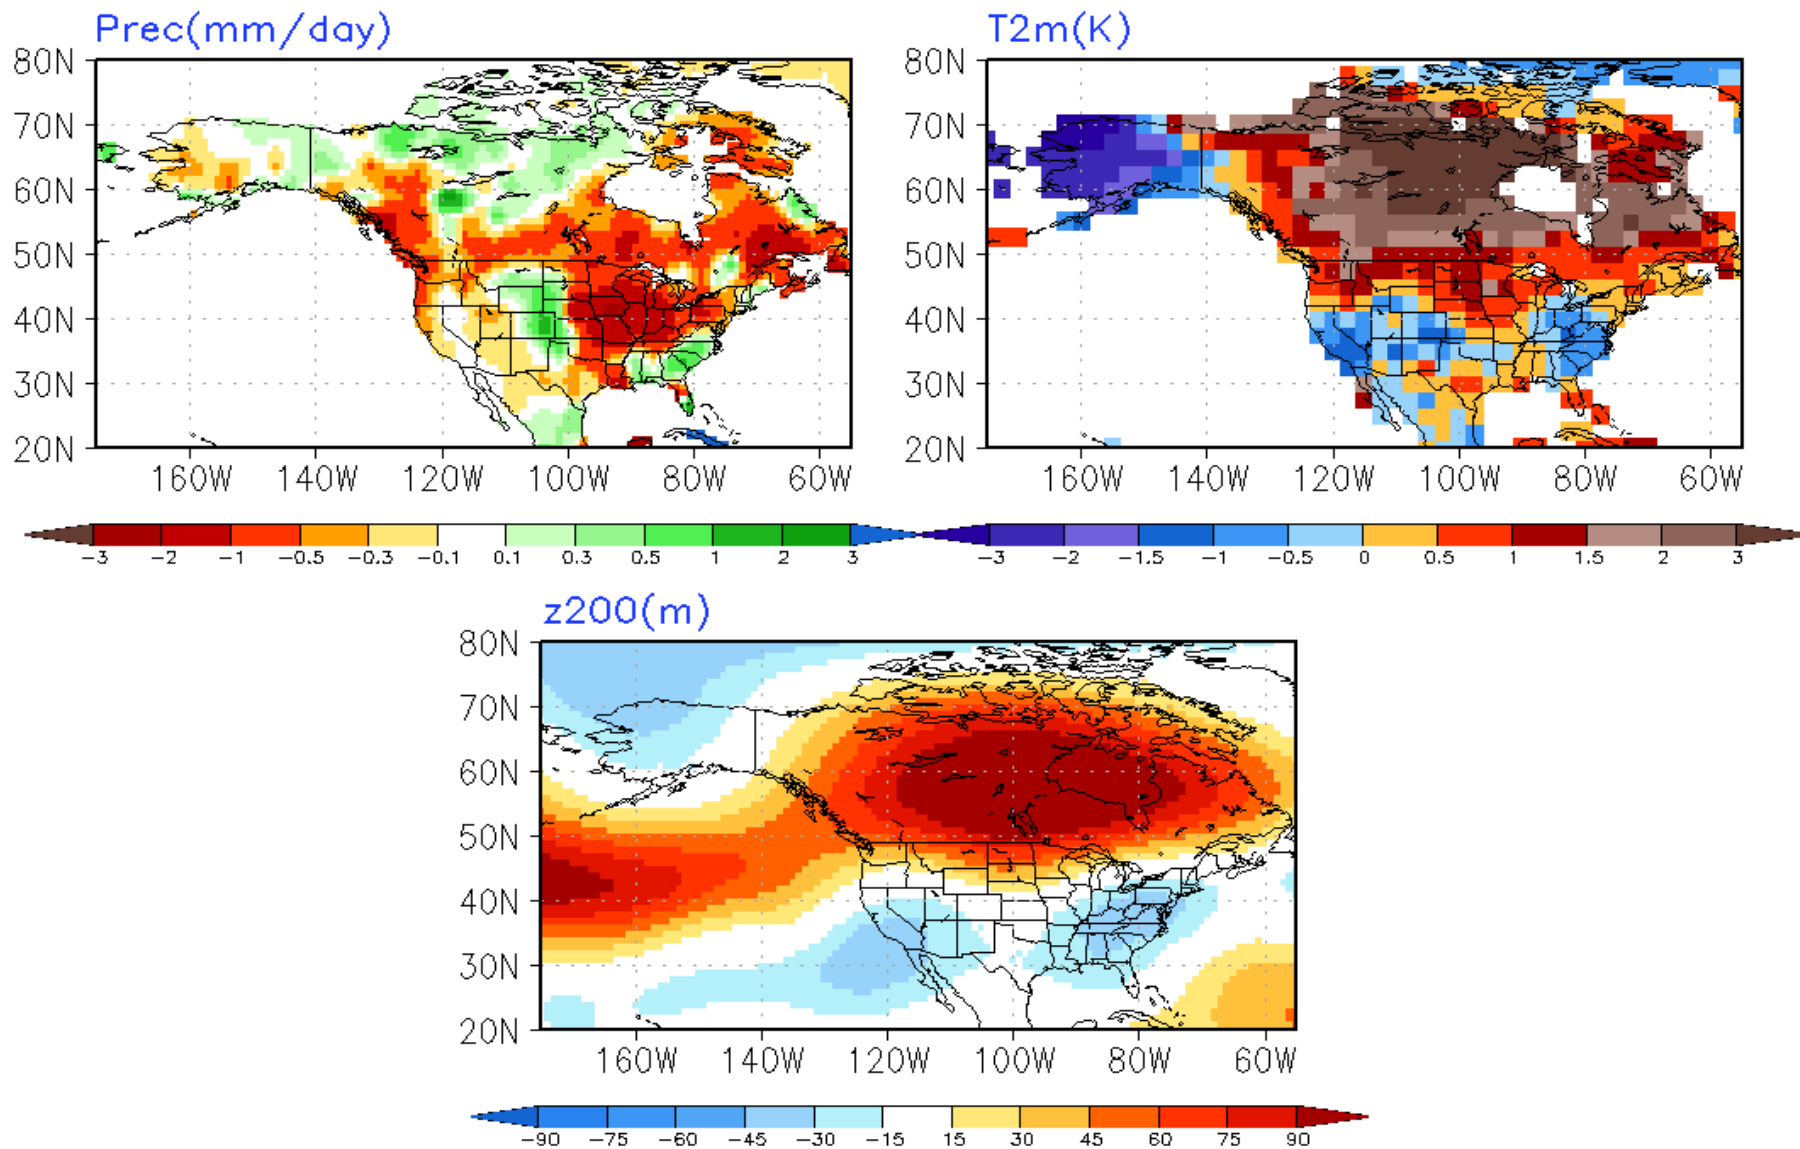 Prec(mm/day)
80N
70N
60N
50N
40N
30N
20N
160W 140W 120W 100W 80W 60W
-3 -2 -1 -0.5 -0.3 -0.1 0.1 0.3 0.5 1 2 3
T2m(K)
80N
70N
60N
50N
40N
30N
20N
160W 140W 120W 100W 80W 60W
-3 -2 -1.5 -1 -0.5 0 0.5 1 1.5 2 3
z200(m)
80N
70N
60N
50N
40N
30N
20N
160W 140W 120W 100W 80W 60W
-90 -75 -60 -45 -30 -15 15 30 45 60 75 90